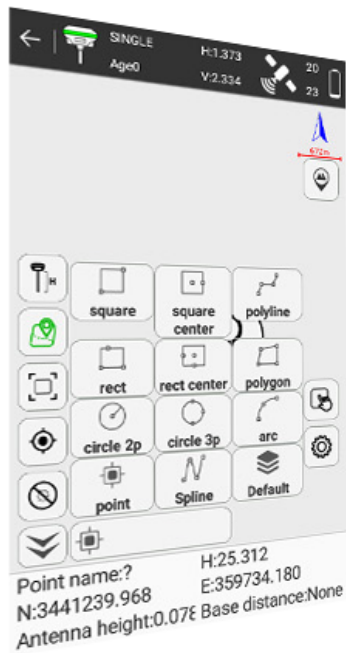 SINGLE H:1.373 20
Age0 V:2.334 23
672m
H
square square center polyline
rect rect center polygon
circle 2p circle 3p arc
point Spline Default
Point name:? H:25.312
N:3441239.968 E:359734.180
Antenna height:0.078 Base distance:None